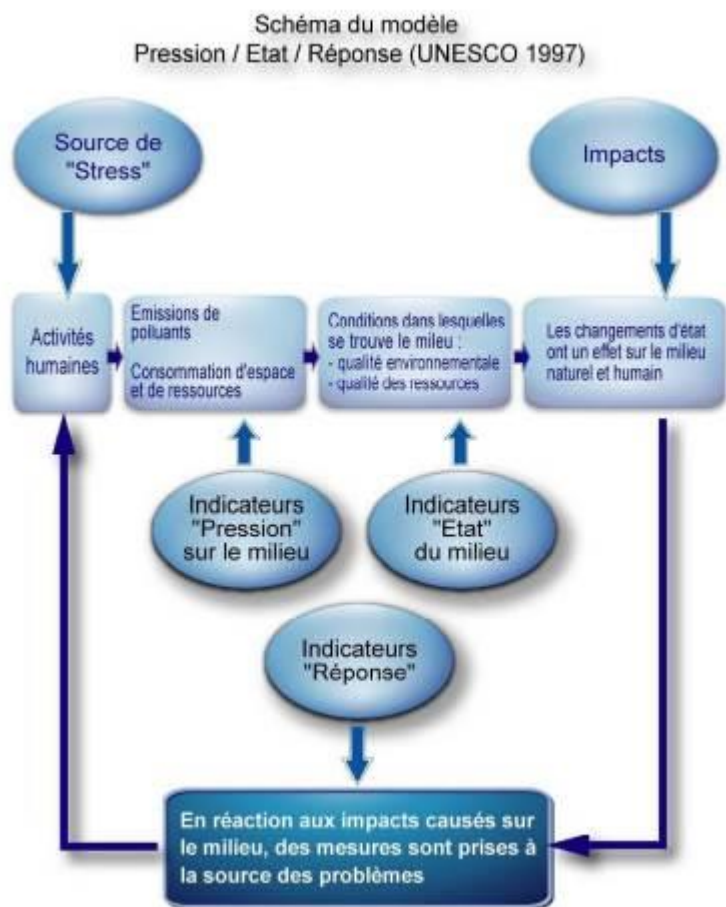 Schéma du modèle
Pression / Etat / Réponse (UNESCO 1997)
Source de
"Stress"
Impacts
Activités
humaines
Emissions de
polluants
Consommation d'espace
et de ressources
Conditions dans lesquelles
se trouve le milieu :
- qualité environnementale
- qualité des ressources
Les changements d'état
ont un effet sur le milieu
naturel et humain
Indicateurs
"Pression"
sur le milieu
Indicateurs
"Etat"
du milieu
Indicateurs
"Réponse"
En réaction aux impacts causés sur
le milieu, des mesures sont prises à
la source des problèmes